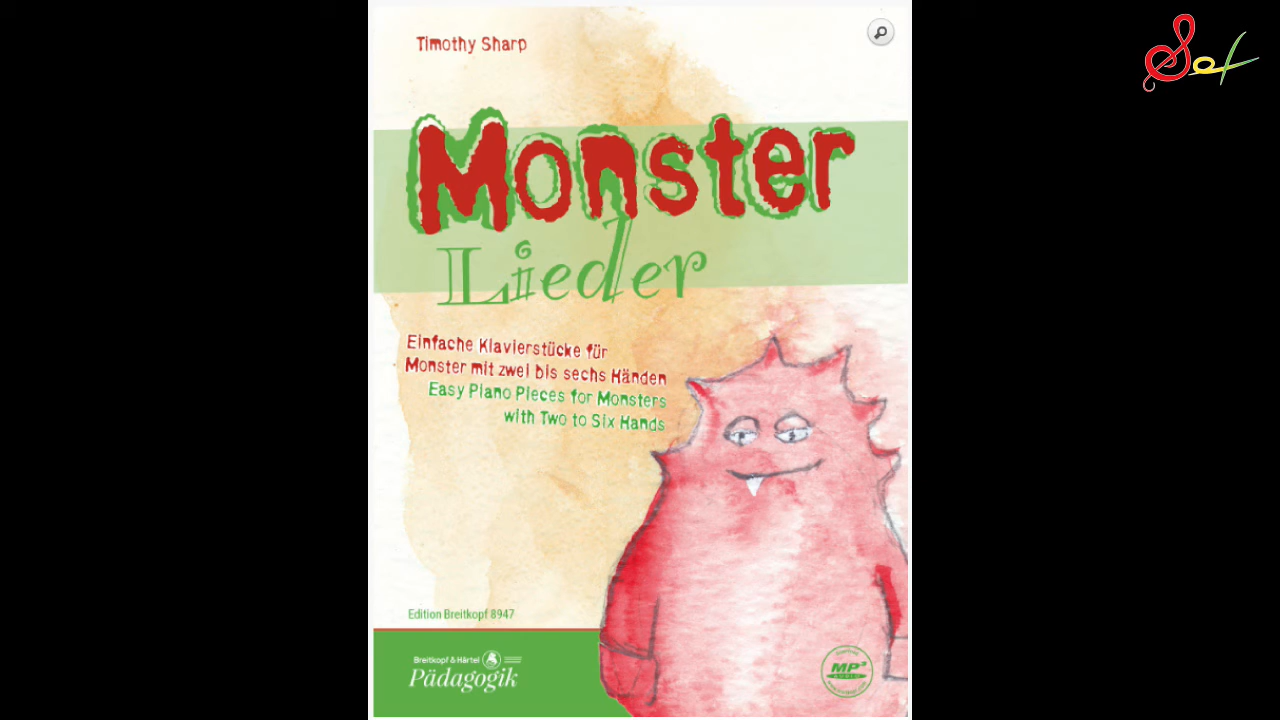 Timothy Sharp
Sef
Monster
Lieder
Einfache Klavierstücke für
Monster mit zwei bis sechs Händen
Easy Piano Pieces for Monsters
with Two to Six Hands
Edition Breitkopf 8947
Breitkopf & Härtel
Pädagogik
MP3